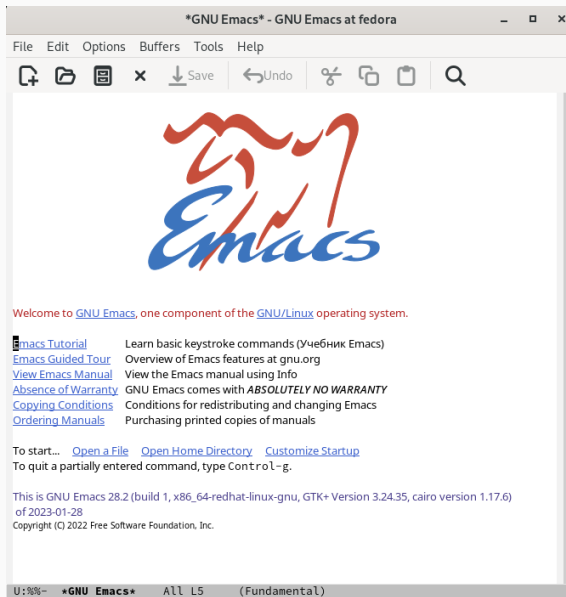 *GNU Emacs* - GNU Emacs at fedora
File Edit Options Buffers Tools Help
Save Undo
Emacs
Welcome to GNU Emacs, one component of the GNU/Linux operating system.
Emacs Tutorial Learn basic keystroke commands (Учебник Emacs)
Emacs Guided Tour Overview of Emacs features at gnu.org
View Emacs Manual View the Emacs manual using Info
Absence of Warranty GNU Emacs comes with ABSOLUTELY NO WARRANTY
Copying Conditions Conditions for redistributing and changing Emacs
Ordering Manuals Purchasing printed copies of manuals
To start... Open a File Open Home Directory Customize Startup
To quit a partially entered command, type Control-g.
This is GNU Emacs 28.2 (build 1, x86_64-redhat-linux-gnu, GTK+ Version 3.24.35, cairo version 1.17.6)
of 2023-01-28
Copyright (C) 2022 Free Software Foundation, Inc.
U:%%- *GNU Emacs* All L5 (Fundamental)